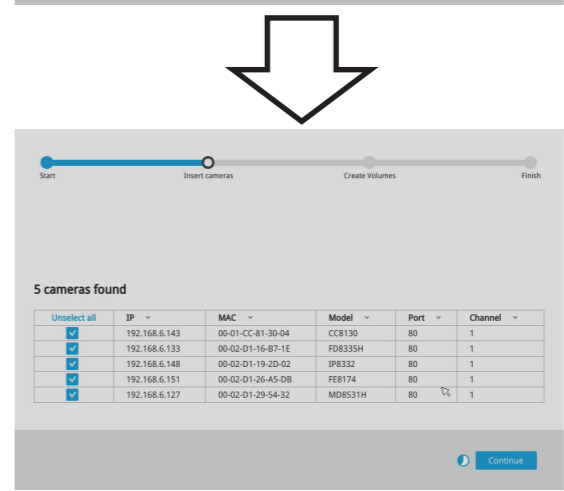 Start Insert cameras Create Volumes Finish
5 cameras found
Unselect all IP MAC Model Port Channel
192.168.6.143 00-01-CC-81-30-04 CC8130 80 1
192.168.6.133 00-02-D1-16-B7-1E FD8335H 80 1
192.168.6.148 00-02-D1-19-2D-02 IP8332 80 1
192.168.6.151 00-02-D1-26-A5-DB FE8174 80 1
192.168.6.127 00-02-D1-29-54-32 MD8531H 80 1
Continue